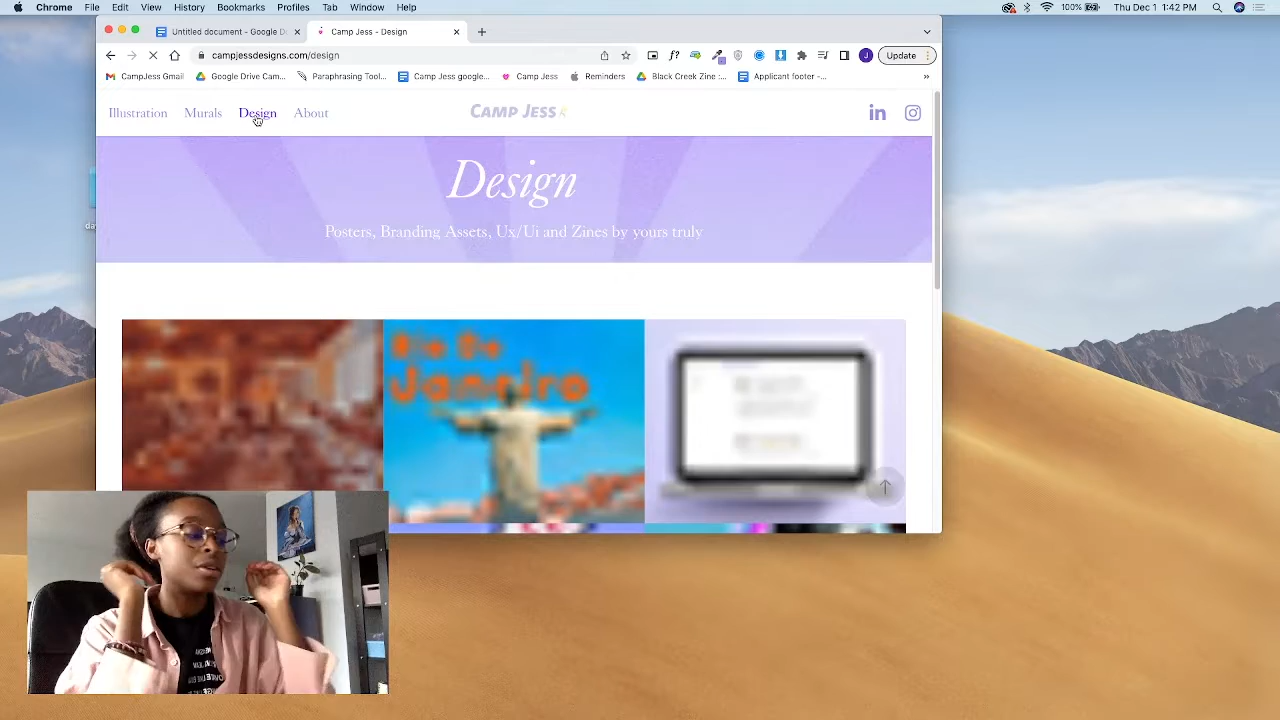 Chrome File Edit View History Bookmarks Profiles Tab Window Help 100% Thu Dec 1 1:42 PM
Untitled document - Google D Camp Jess - Design
campjessdesigns.com/design Update
CampJess Gmail Google Drive Cam... Paraphrasing Tool... Camp Jess google... Camp Jess Reminders Black Creek Zine :... Applicant footer -...
Illustration Murals Design About CAMP JESS in
Design
Posters, Branding Assets, Ux/Ui and Zines by yours truly
Rio De
Janeiro